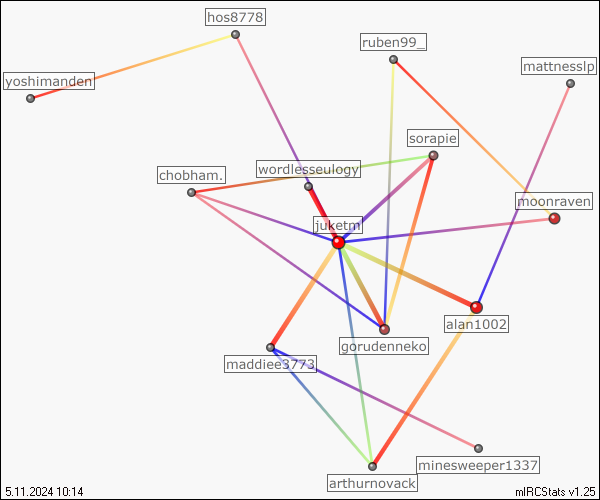 hos8778
ruben99_
mattnesslp
yoshimanden
sorapie
wordlesseulogy
chobham.
moonraven
juketm
alan1002
gorudenneko
maddiee3773
minesweeper1337
arthurnovack
5.11.2024 10:14
mIRCStats v1.25